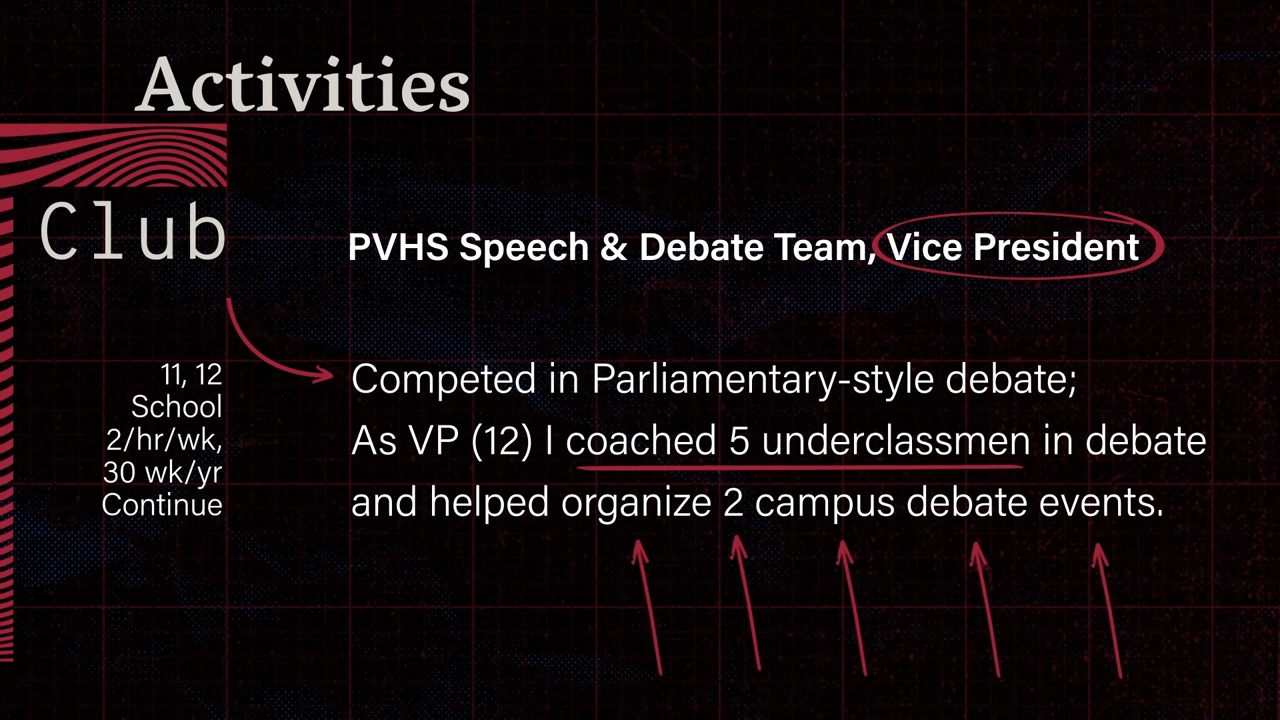 Activities
Club
PVHS Speech & Debate Team, Vice President
11, 12
School
2/hr/wk,
30 wk/yr
Continue
Competed in Parliamentary-style debate;
As VP (12) I coached 5 underclassmen in debate
and helped organize 2 campus debate events.